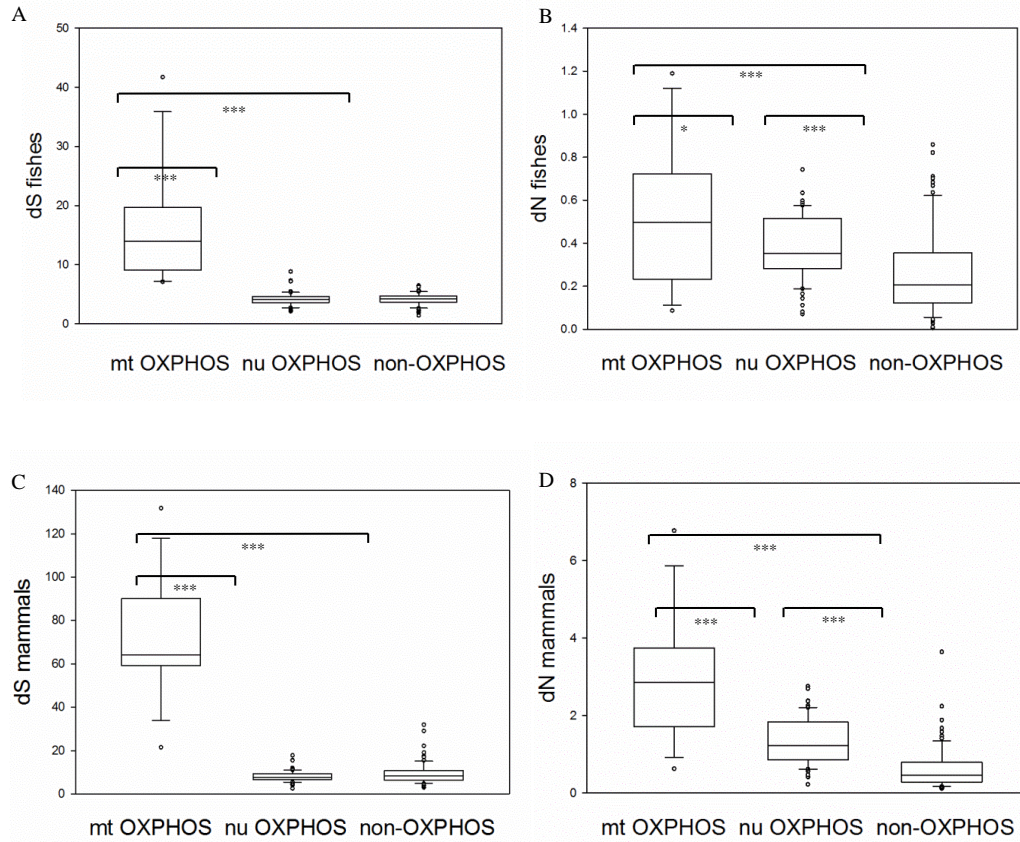 A
dS fishes
50
40
30
20
10
0
***
***
mt OXPHOS nu OXPHOS non-OXPHOS
B
dN fishes
1.4
1.2
1.0
0.8
0.6
0.4
0.2
0.0
***
* ***
mt OXPHOS nu OXPHOS non-OXPHOS
C
dS mammals
140
120
100
80
60
40
20
0
***
***
mt OXPHOS nu OXPHOS non-OXPHOS
D
dN mammals
8
6
4
2
0
***
*** ***
mt OXPHOS nu OXPHOS non-OXPHOS